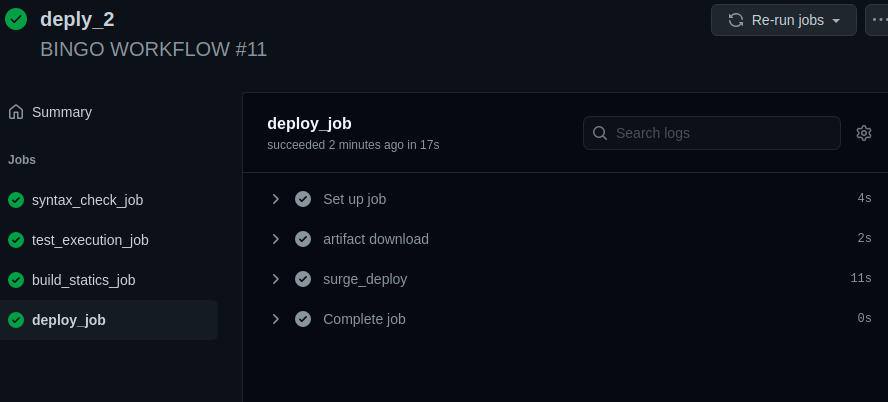 deply_2
Re-run jobs
BINGO WORKFLOW #11
Summary
Jobs
syntax_check_job
test_execution_job
build_statics_job
deploy_job
deploy_job
succeeded 2 minutes ago in 17s
Search logs
Set up job 4s
artifact download 2s
surge_deploy 11s
Complete job 0s